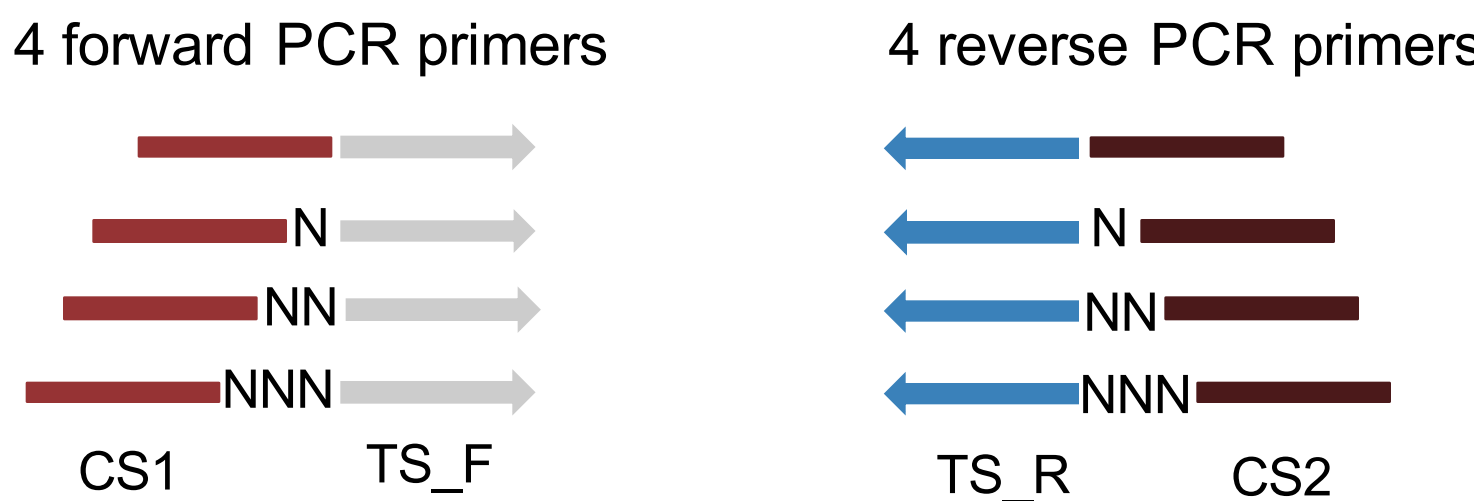 4 forward PCR primers
4 reverse PCR primers
N
N
NN
NN
NNN
NNN
CS1
TS_F
TS_R
CS2